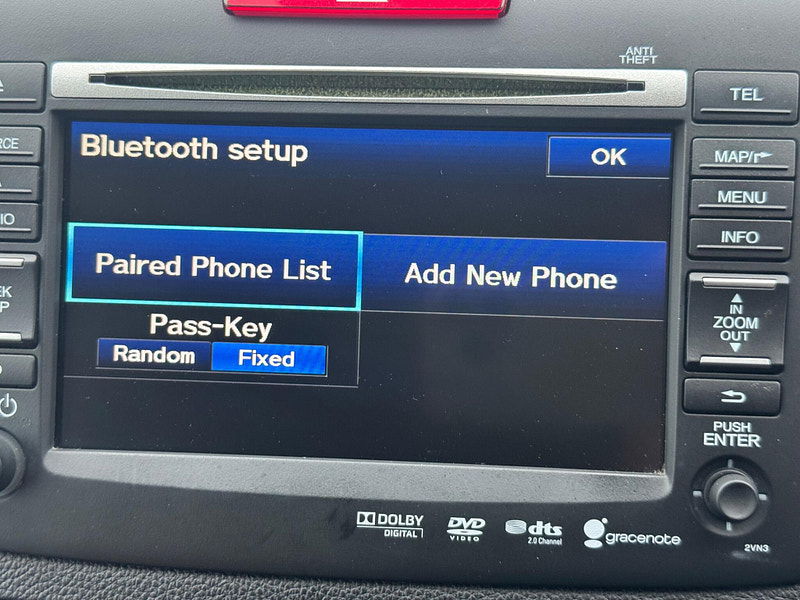 ANTI
THEFT
TEL
MAP/
MENU
INFO
IN
ZOOM
OUT
PUSH
ENTER
2VN3
Bluetooth setup
OK
Paired Phone List
Add New Phone
Pass-Key
Random
Fixed
DOLBY
DIGITAL
DVD
VIDEO
dts
2.0 Channel
gracenote